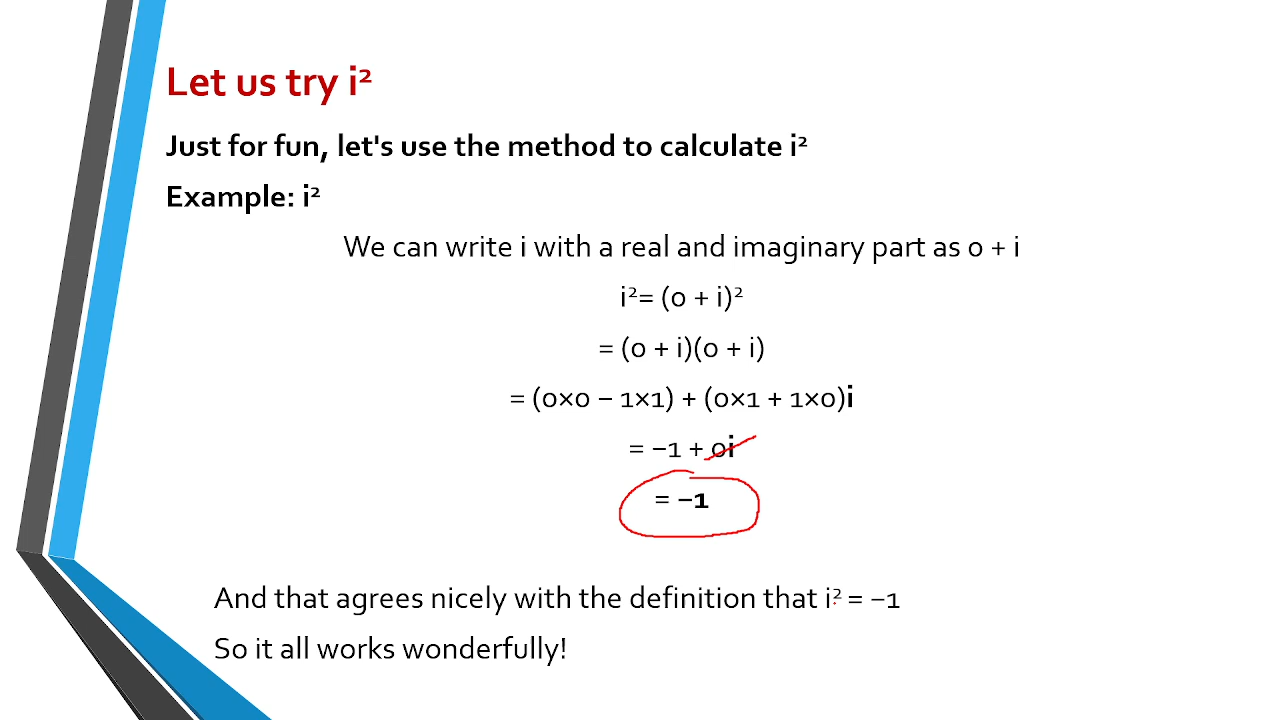 Let us try i²
Just for fun, let's use the method to calculate i²
Example: i²
We can write i with a real and imaginary part as 0 + i
i²= (0 + i)²
= (0 + i)(0 + i)
= (0×0 − 1×1) + (0×1 + 1×0)i
= −1 + 0i
= −1
And that agrees nicely with the definition that i² = −1
So it all works wonderfully!